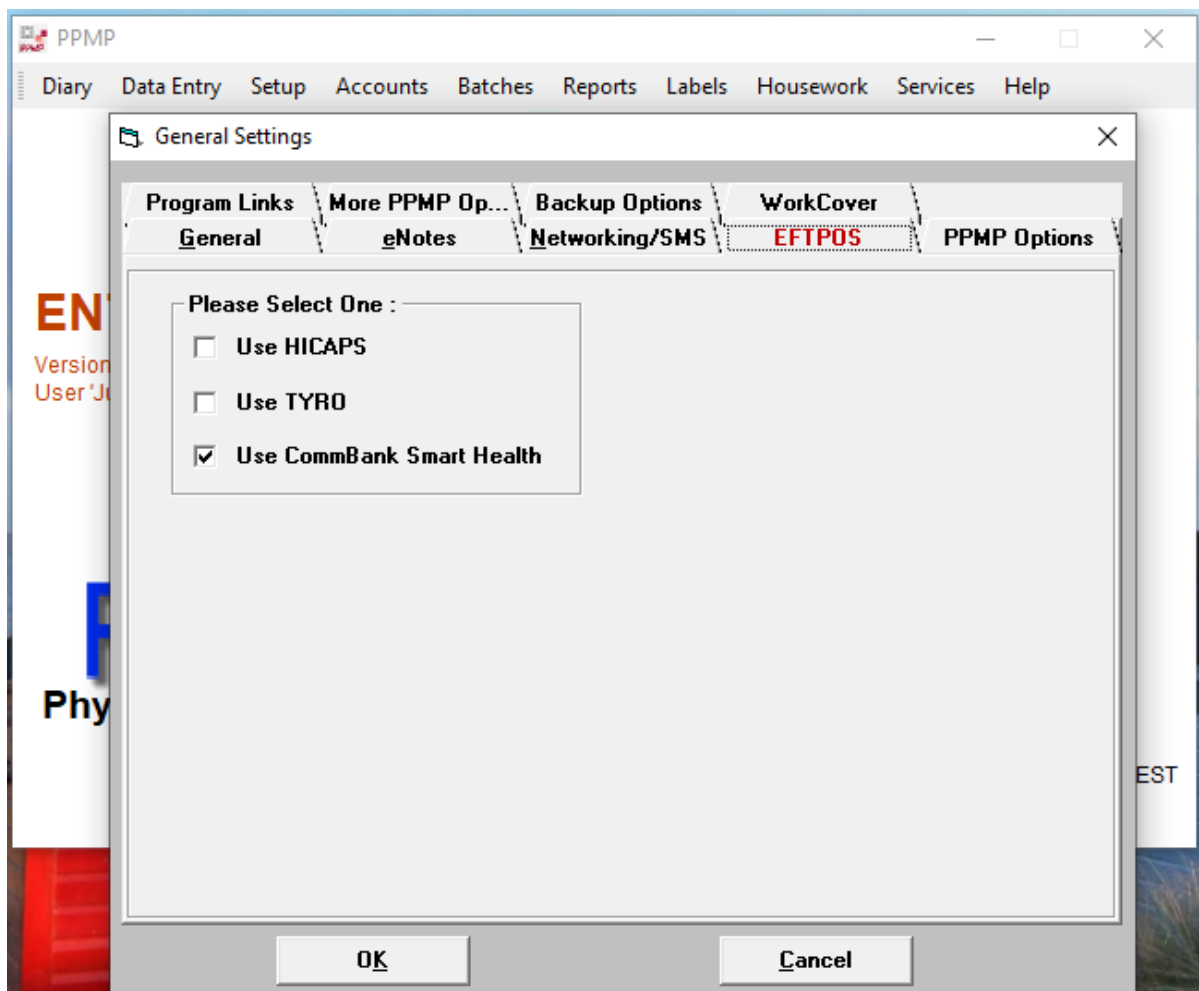 PPMP
Diary Data Entry Setup Accounts Batches Reports Labels Housework Services Help
General Settings
Program Links More PPMP Op... Backup Options WorkCover
General eNotes Networking/SMS EFTPOS PPMP Options
Please Select One :
Use HICAPS
Use TYRO
Use CommBank Smart Health
EN
Version
User 'Ju
Phy
EST
OK Cancel